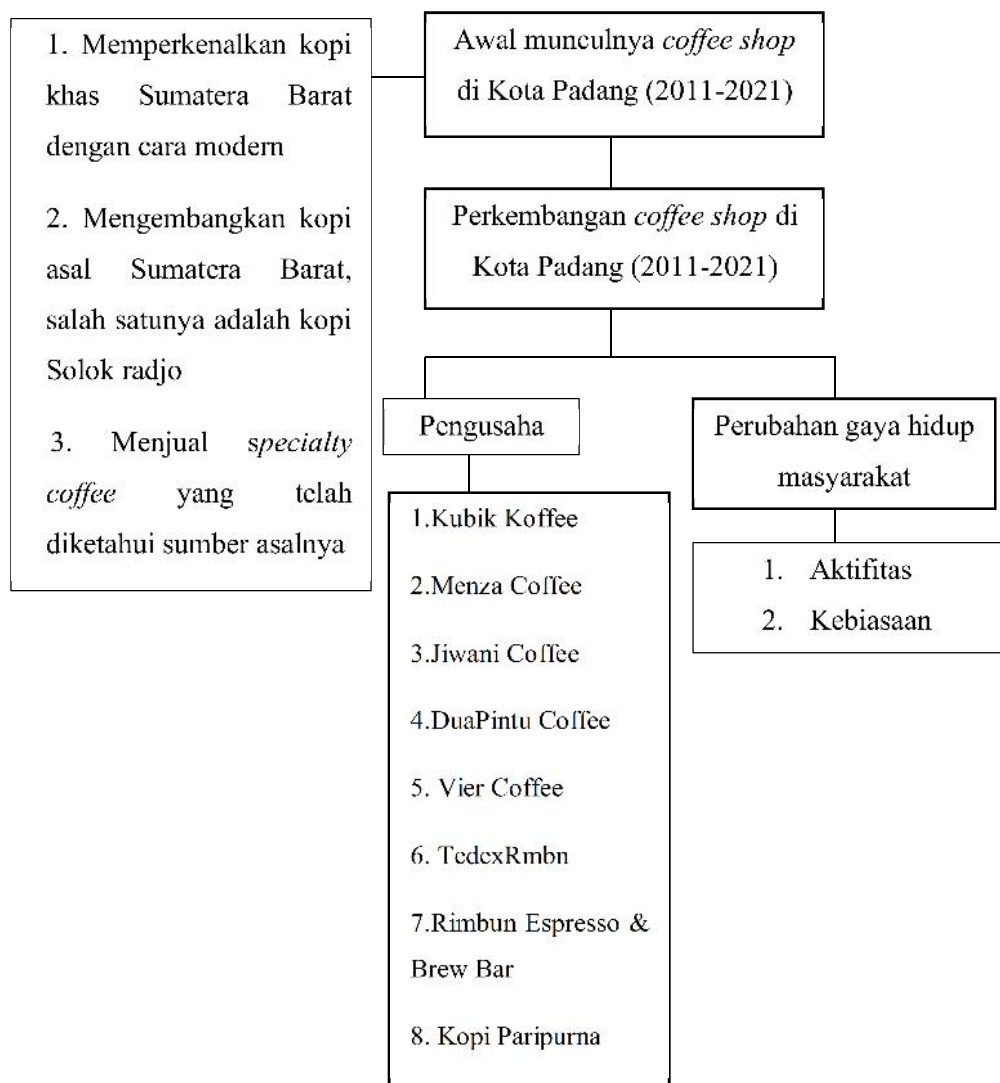 1. Memperkenalkan kopi
khas Sumatera Barat
dengan cara modern
2. Mengembangkan kopi
asal Sumatera Barat,
salah satunya adalah kopi
Solok radjo
3. Menjual specialty
coffee yang telah
diketahui sumber asalnya
Awal munculnya coffee shop
di Kota Padang (2011-2021)
Perkembangan coffee shop di
Kota Padang (2011-2021)
Pengusaha
1.Kubik Koffee
2.Menza Coffee
3.Jiwani Coffee
4.DuaPintu Coffee
5. Vier Coffee
6. TedexRmbn
7.Rimbun Espresso &
Brew Bar
8. Kopi Paripurna
Perubahan gaya hidup
masyarakat
1. Aktifitas
2. Kebiasaan